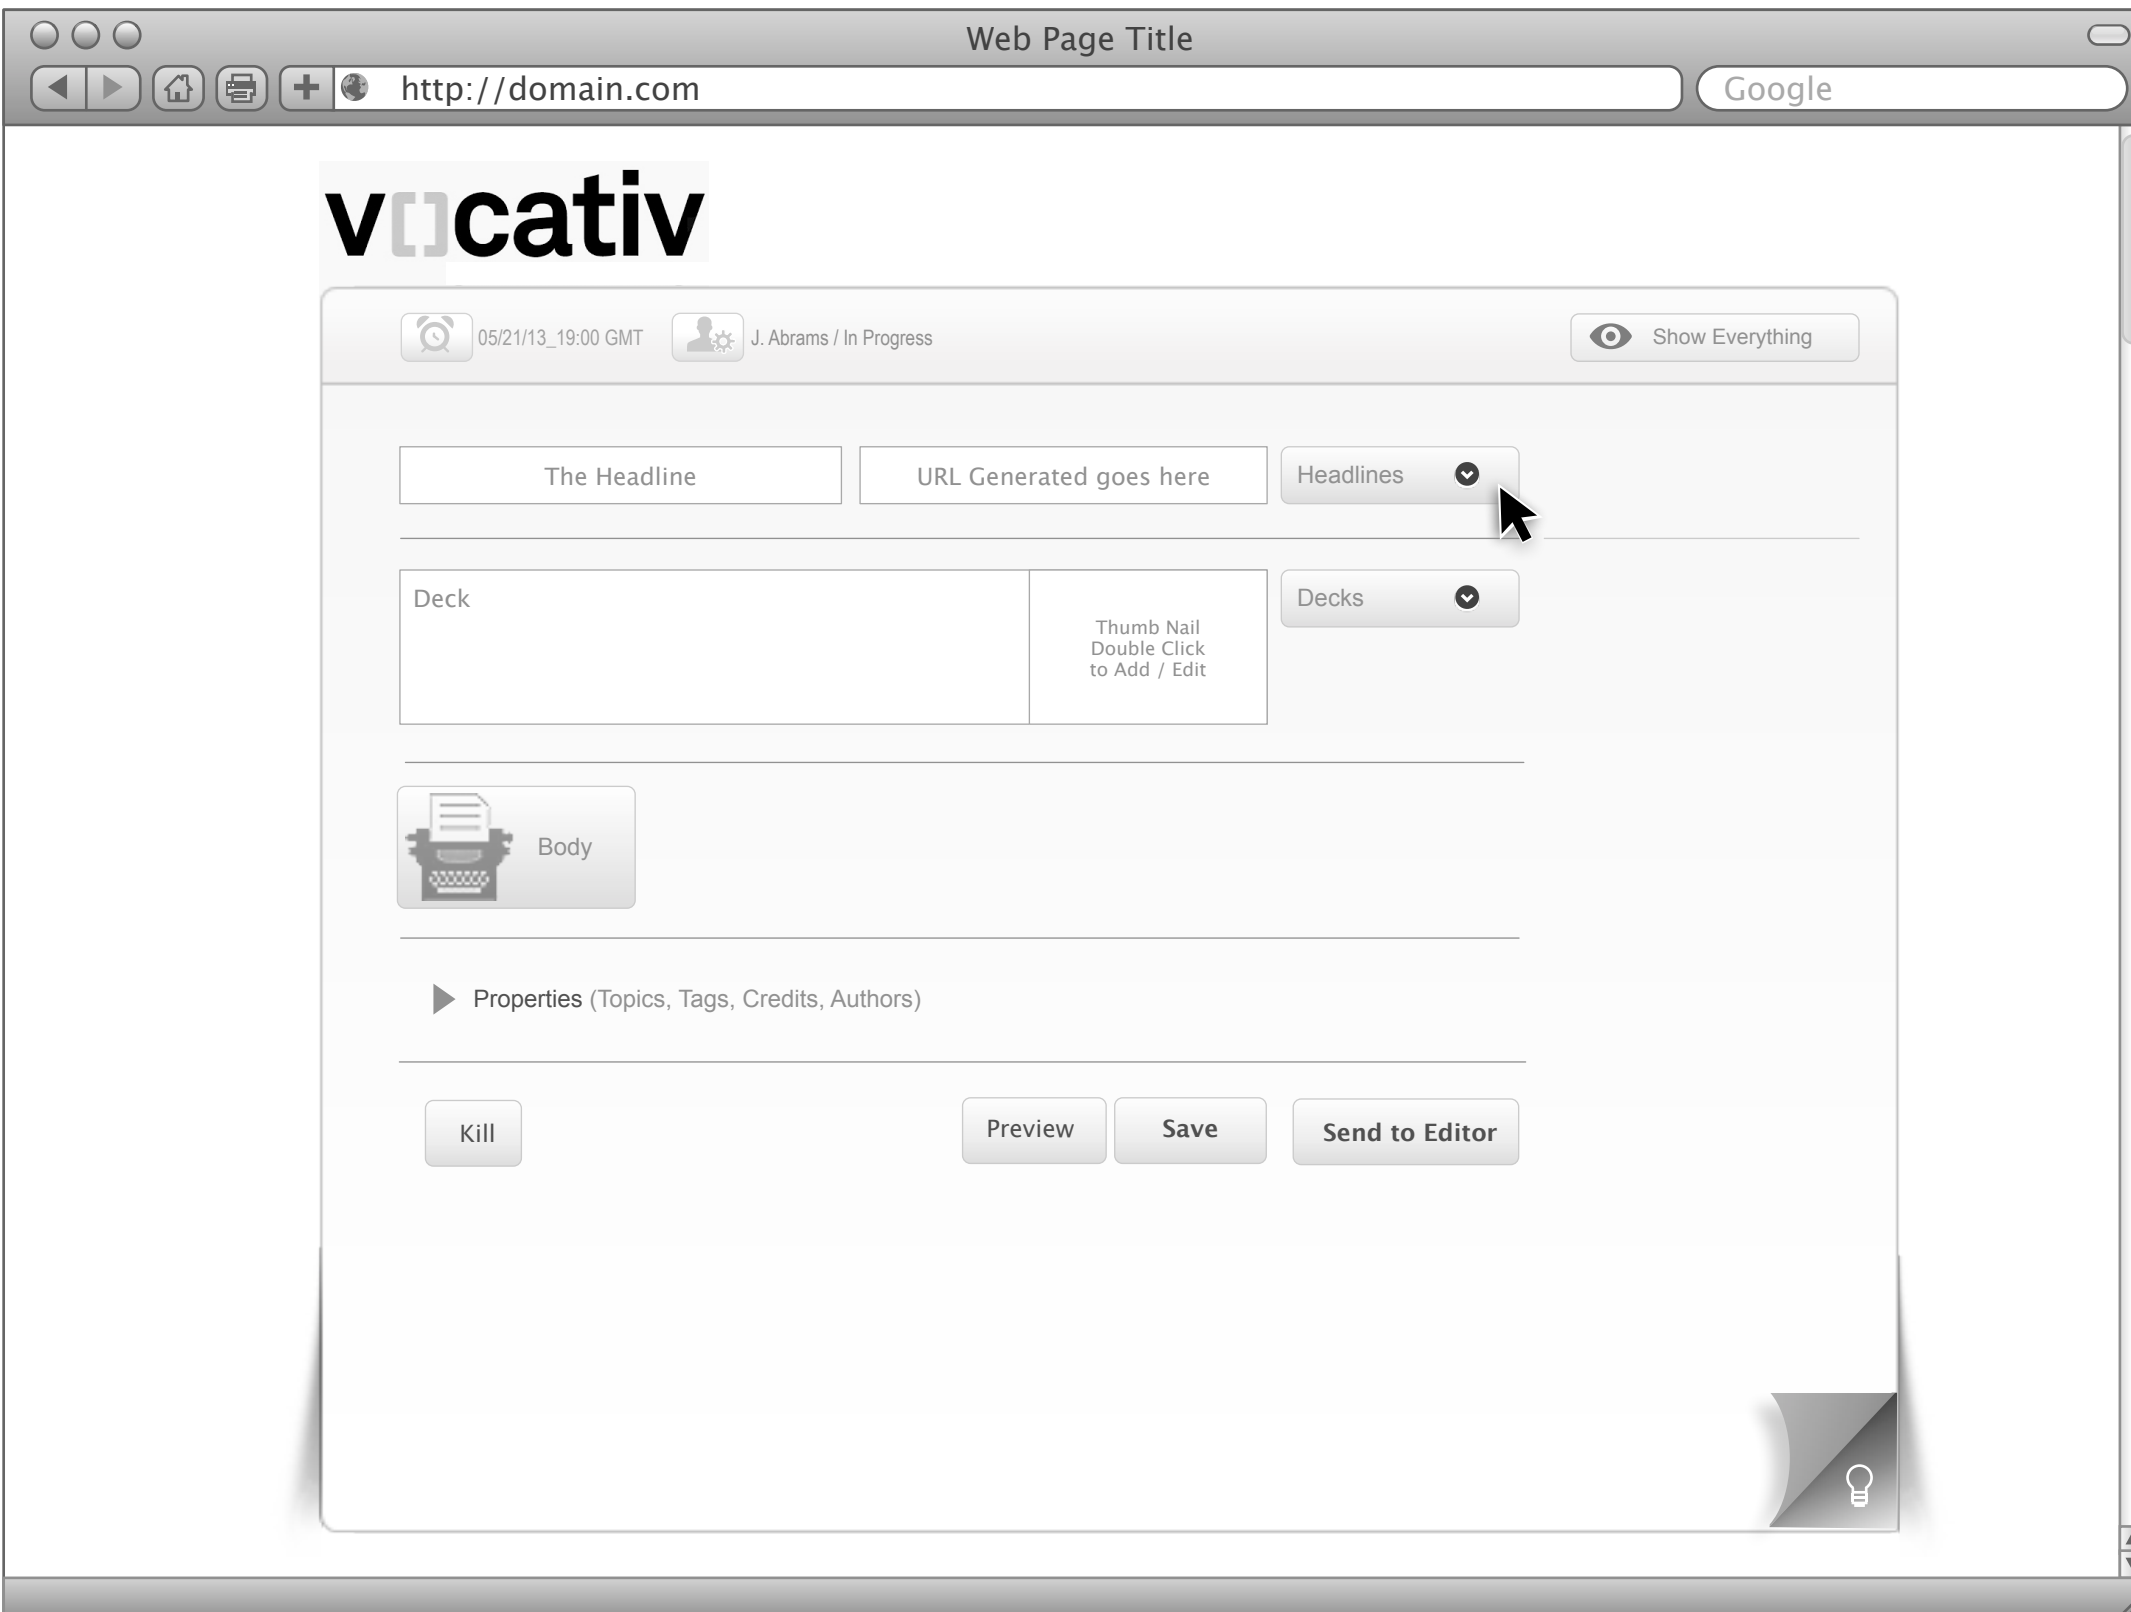 Web Page Title
http://domain.com
Google
v[]cativ
05/21/13_19:00 GMT
J. Abrams / In Progress
Show Everything
The Headline
URL Generated goes here
Headlines
Deck
Thumb Nail
Double Click
to Add / Edit
Decks
Body
Properties (Topics, Tags, Credits, Authors)
Kill
Preview
Save
Send to Editor